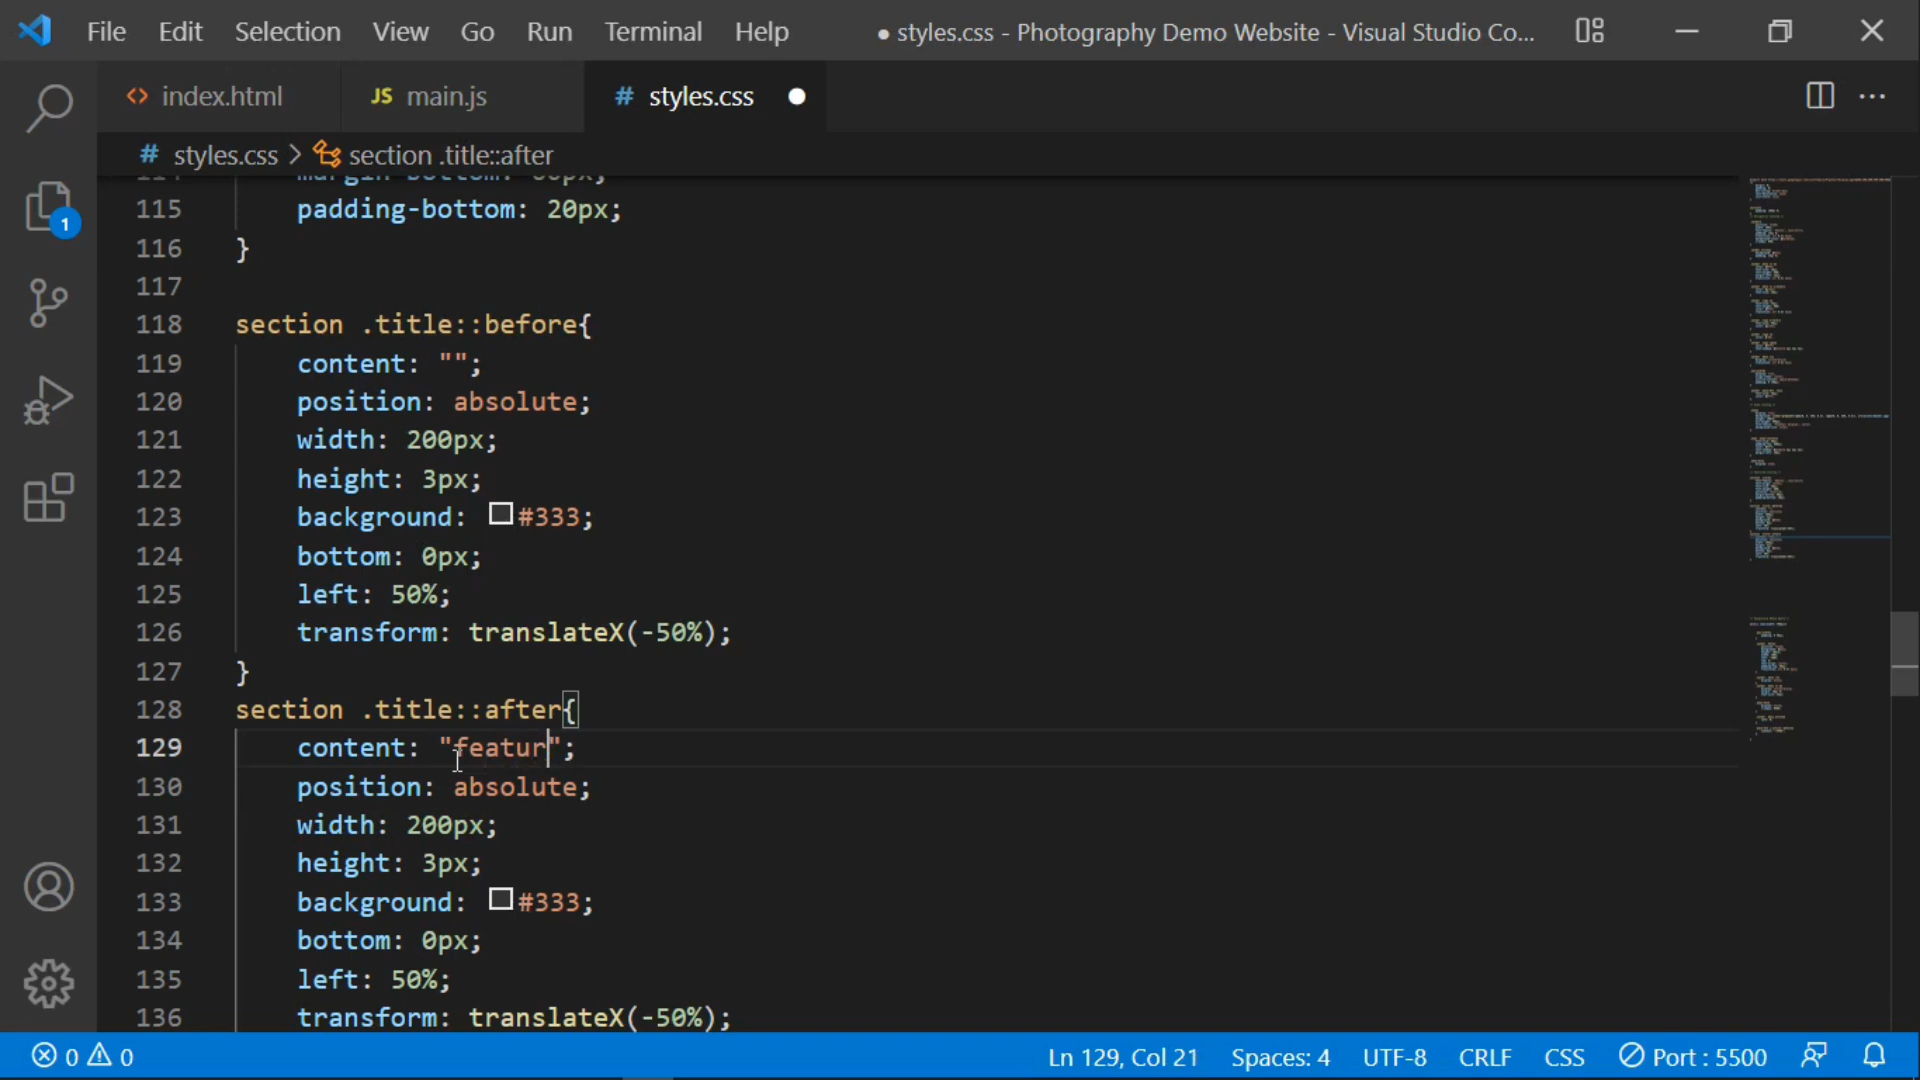 File Edit Selection View Go Run Terminal Help ● styles.css - Photography Demo Website - Visual Studio Co...
<> index.html JS main.js # styles.css
# styles.css > section .title::after
115 padding-bottom: 20px;
116 }
117
118 section .title::before{
119 content: "";
120 position: absolute;
121 width: 200px;
122 height: 3px;
123 background: #333;
124 bottom: 0px;
125 left: 50%;
126 transform: translateX(-50%);
127 }
128 section .title::after{
129 content: "featur";
130 position: absolute;
131 width: 200px;
132 height: 3px;
133 background: #333;
134 bottom: 0px;
135 left: 50%;
136 transform: translateX(-50%);
1
0 0 Ln 129, Col 21 Spaces: 4 UTF-8 CRLF CSS Port : 5500